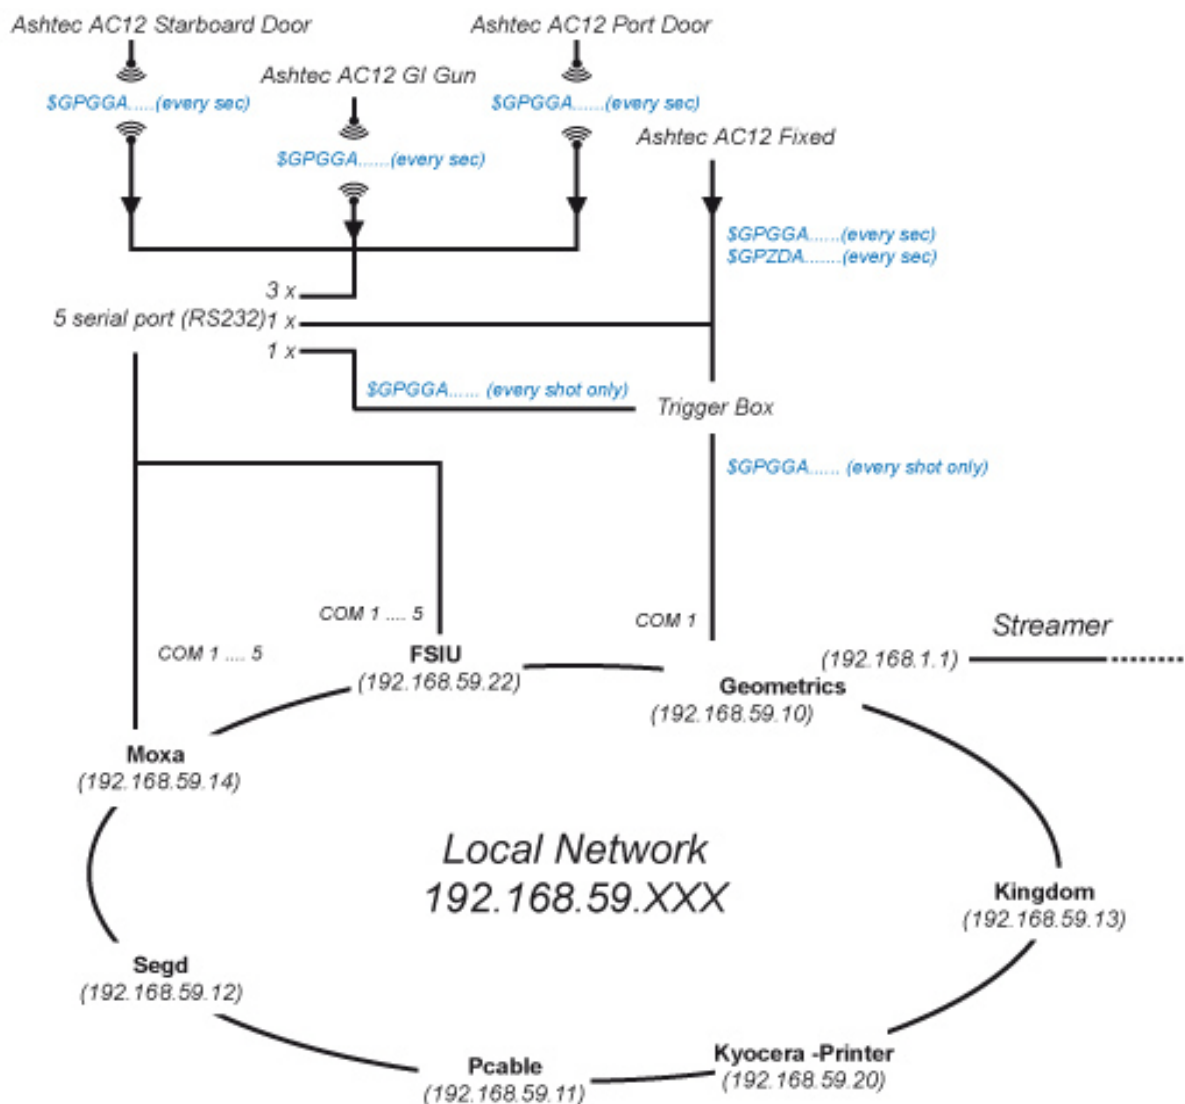 Ashtec AC12 Starboard Door
Ashtec AC12 Port Door
Ashtec AC12 GI Gun
$GPGGA.....(every sec)
$GPGGA......(every sec)
Ashtec AC12 Fixed
$GPGGA......(every sec)
$GPGGA......(every sec)
$GPZDA.......(every sec)
3 x
5 serial port (RS232) 1 x
1 x
$GPGGA...... (every shot only)
Trigger Box
$GPGGA...... (every shot only)
COM 1 .... 5
COM 1
Streamer
COM 1 .... 5
FSIU
(192.168.59.22)
(192.168.1.1)
Geometrics
(192.168.59.10)
Moxa
(192.168.59.14)
Local Network
192.168.59.XXX
Kingdom
(192.168.59.13)
Segd
(192.168.59.12)
Kyocera -Printer
(192.168.59.20)
Pcable
(192.168.59.11)